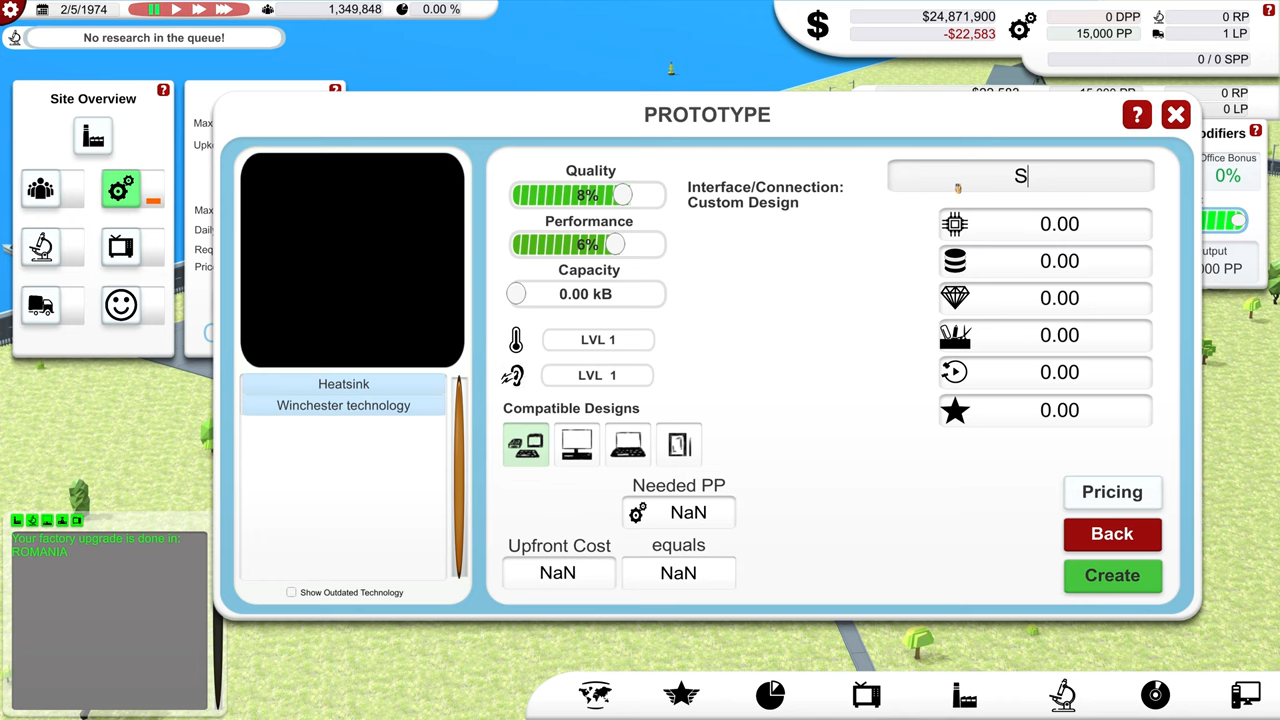 2/5/1974
1,349,848
0.00 %
No research in the queue!
$24,871,900
-$22,583
0 DPP
0 RP
15,000 PP
1 LP
0 / 0 SPP
0 RP
0 LP
Site Overview
PROTOTYPE
Office Bonus
0%
Quality
8%
Performance
6%
Capacity
0.00 kB
LVL 1
LVL 1
Compatible Designs
Needed PP
NaN
Upfront Cost
equals
NaN
NaN
Interface/Connection:
Custom Design
S
0.00
0.00
0.00
0.00
0.00
0.00
Pricing
Back
Create
Heatsink
Winchester technology
Show Outdated Technology
Your factory upgrade is done in:
ROMANIA